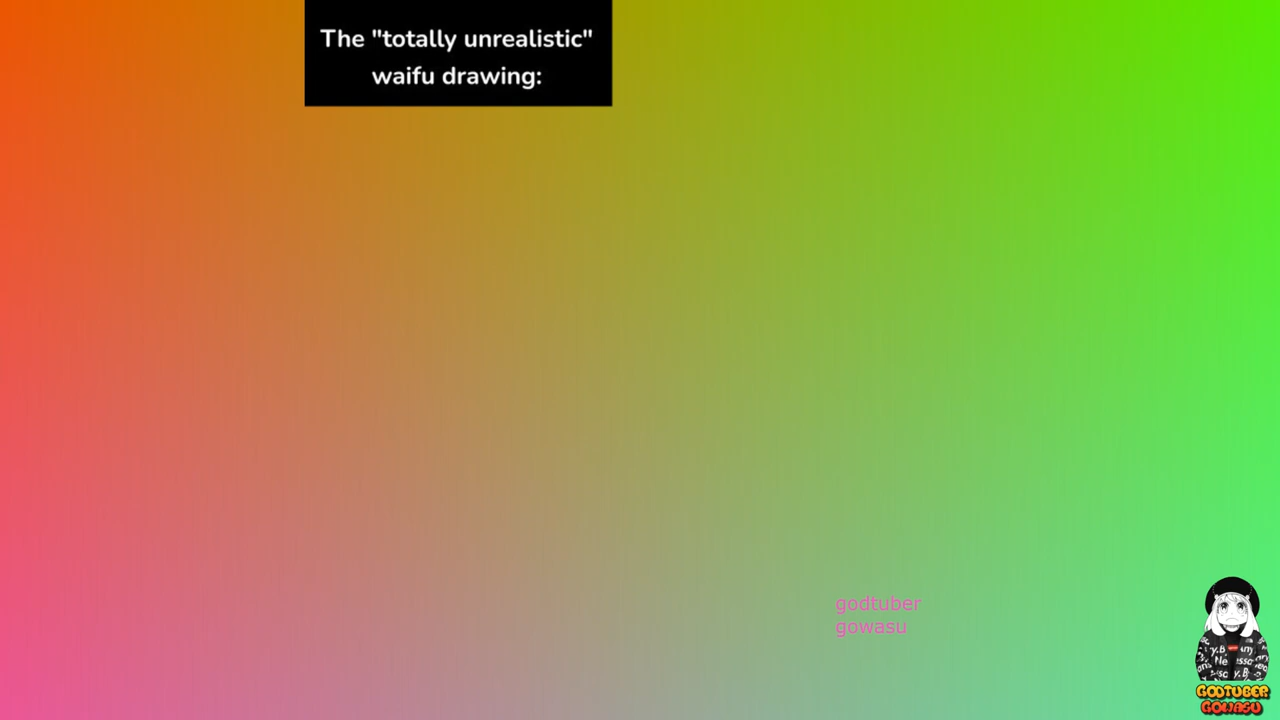 The "totally unrealistic"
waifu drawing:
godtuber
gowasu
GODTUBER
GOWASU